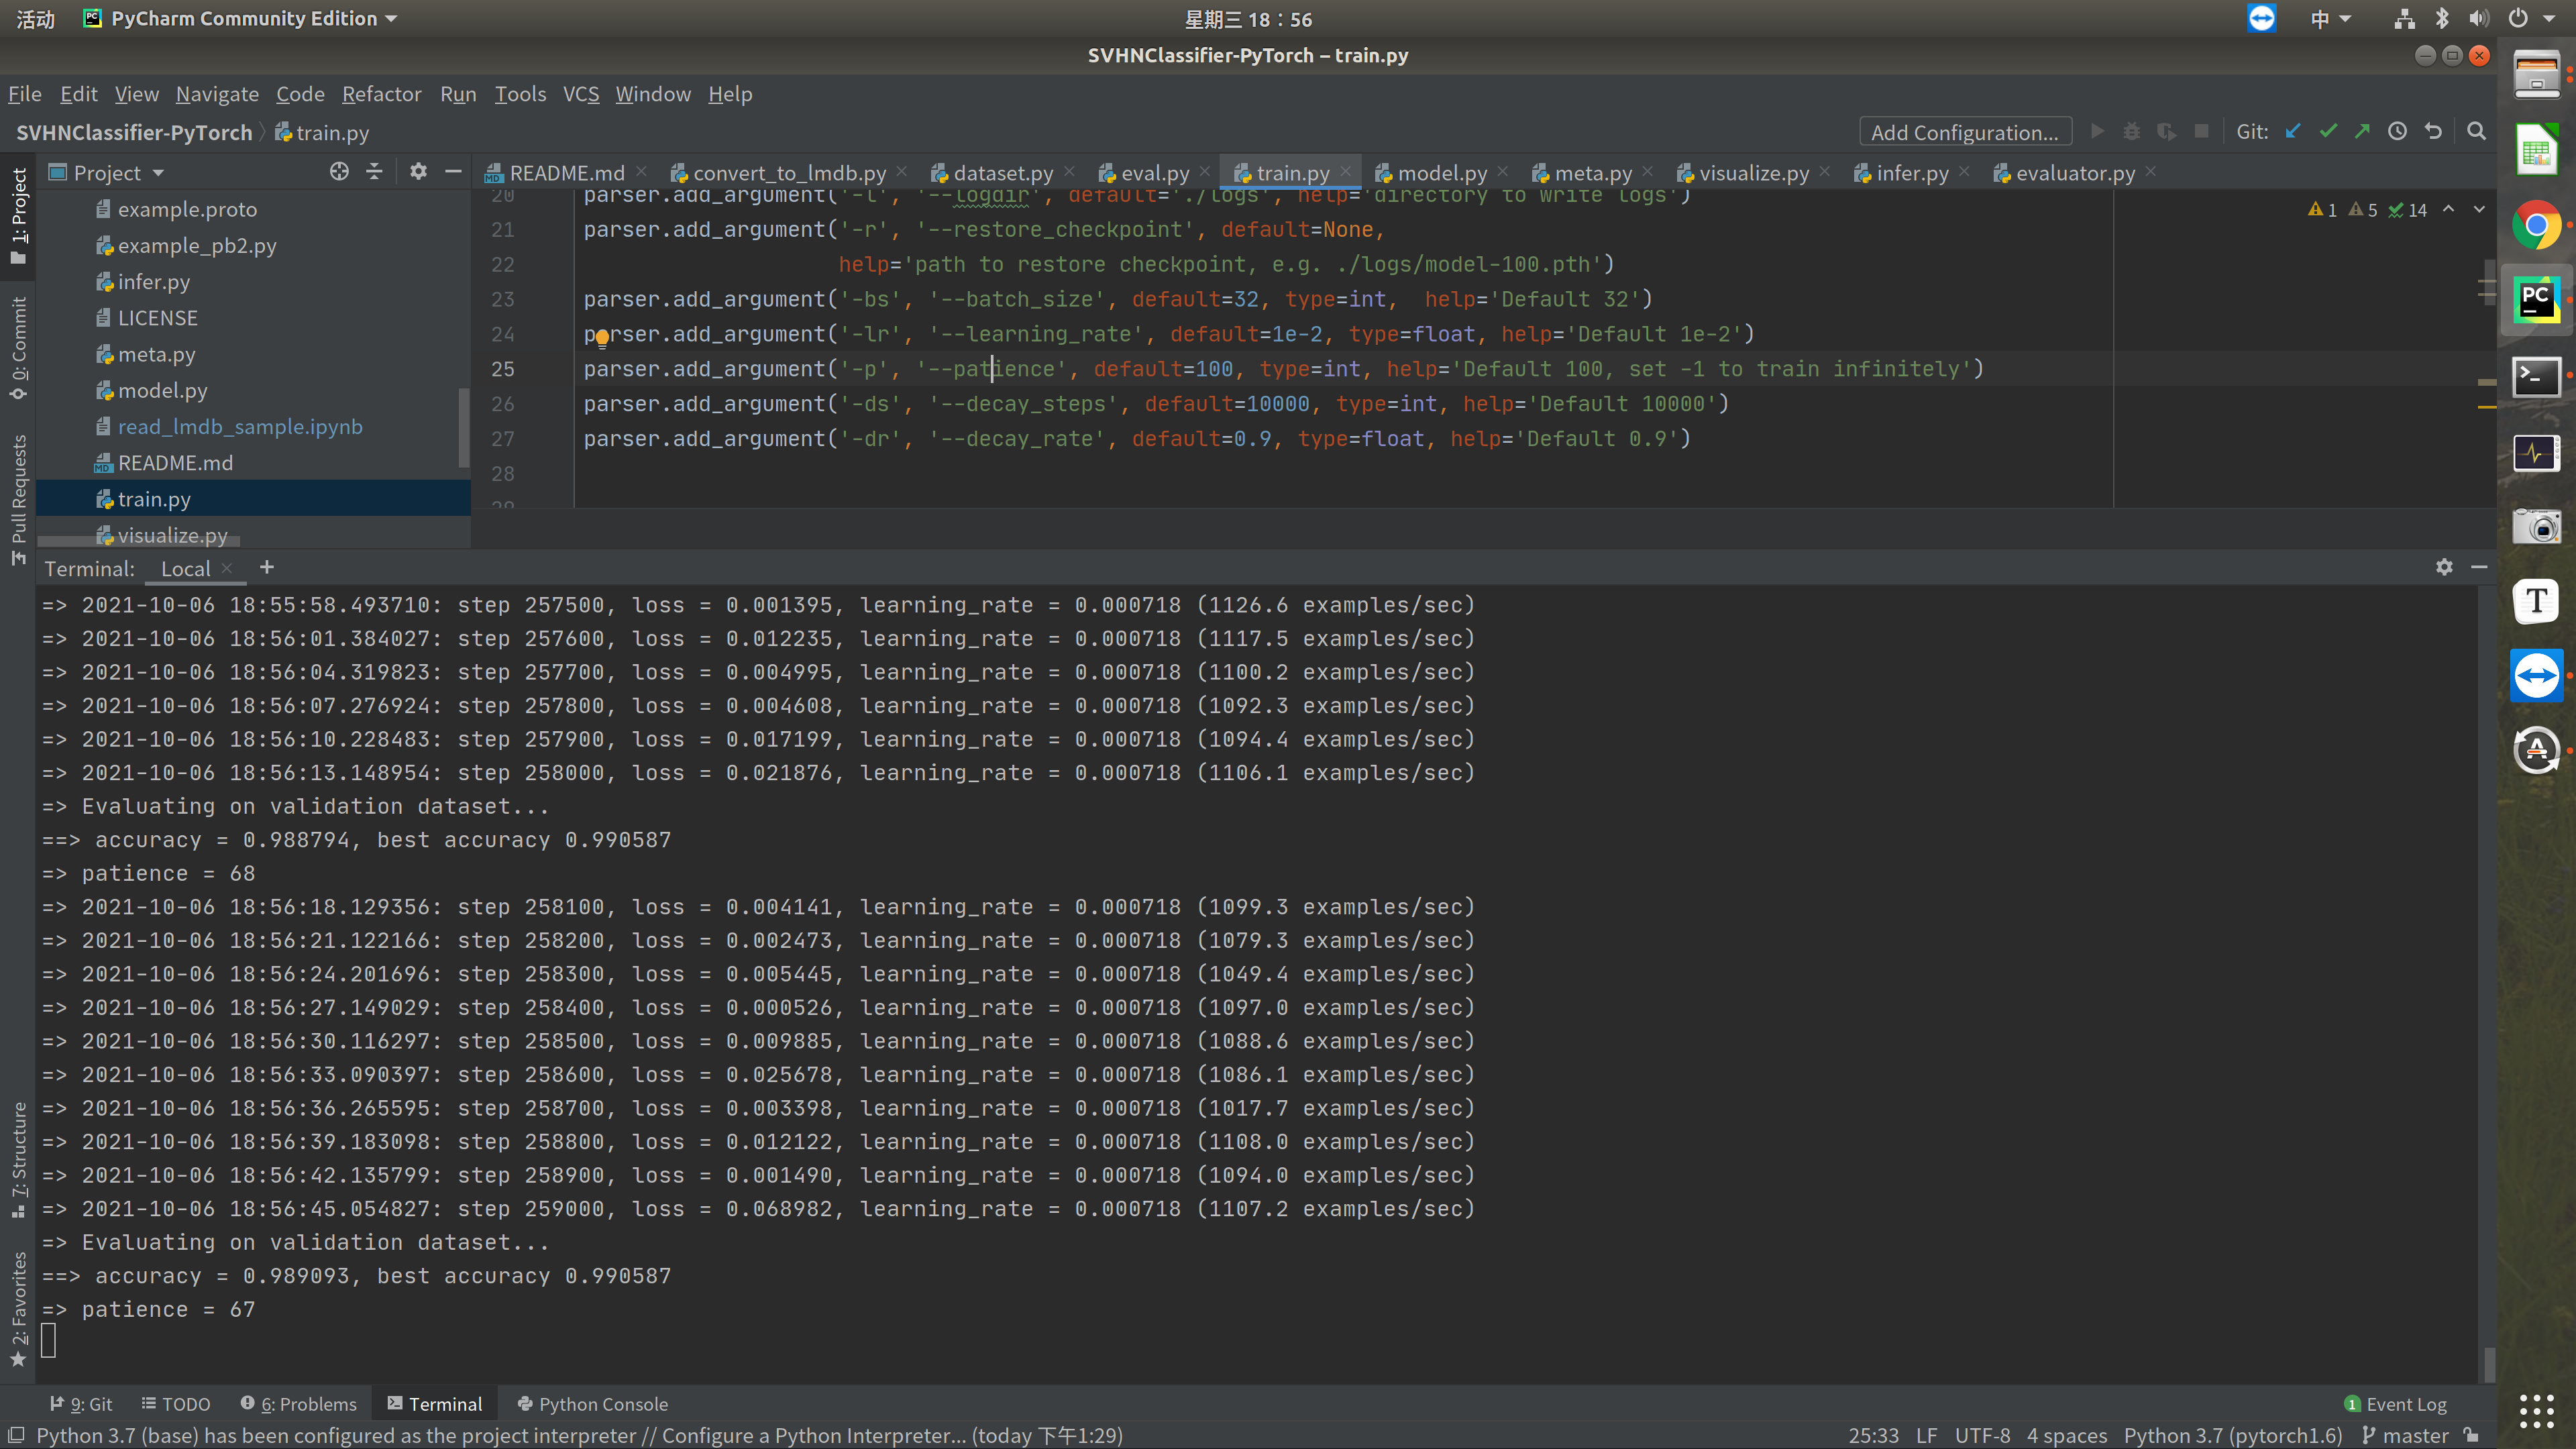 活动 PyCharm Community Edition 星期三 18：56 中
SVHNClassifier-PyTorch – train.py
File Edit View Navigate Code Refactor Run Tools VCS Window Help
SVHNClassifier-PyTorch train.py Add Configuration... Git:
1: Project
0: Commit
Pull Requests
7: Structure
2: Favorites
Project
README.md convert_to_lmdb.py dataset.py eval.py train.py model.py meta.py visualize.py infer.py evaluator.py
example.proto
example_pb2.py
infer.py
LICENSE
meta.py
model.py
read_lmdb_sample.ipynb
README.md
train.py
visualize.py
1 5 14
20 parser.add_argument('-l', '--logdir', default='./logs', help='directory to write logs')
21 parser.add_argument('-r', '--restore_checkpoint', default=None,
22 help='path to restore checkpoint, e.g. ./logs/model-100.pth')
23 parser.add_argument('-bs', '--batch_size', default=32, type=int,  help='Default 32')
24 parser.add_argument('-lr', '--learning_rate', default=1e-2, type=float, help='Default 1e-2')
25 parser.add_argument('-p', '--patience', default=100, type=int, help='Default 100, set -1 to train infinitely')
26 parser.add_argument('-ds', '--decay_steps', default=10000, type=int, help='Default 10000')
27 parser.add_argument('-dr', '--decay_rate', default=0.9, type=float, help='Default 0.9')
28
29
Terminal: Local +
=> 2021-10-06 18:55:58.493710: step 257500, loss = 0.001395, learning_rate = 0.000718 (1126.6 examples/sec)
=> 2021-10-06 18:56:01.384027: step 257600, loss = 0.012235, learning_rate = 0.000718 (1117.5 examples/sec)
=> 2021-10-06 18:56:04.319823: step 257700, loss = 0.004995, learning_rate = 0.000718 (1100.2 examples/sec)
=> 2021-10-06 18:56:07.276924: step 257800, loss = 0.004608, learning_rate = 0.000718 (1092.3 examples/sec)
=> 2021-10-06 18:56:10.228483: step 257900, loss = 0.017199, learning_rate = 0.000718 (1094.4 examples/sec)
=> 2021-10-06 18:56:13.148954: step 258000, loss = 0.021876, learning_rate = 0.000718 (1106.1 examples/sec)
=> Evaluating on validation dataset...
==> accuracy = 0.988794, best accuracy 0.990587
=> patience = 68
=> 2021-10-06 18:56:18.129356: step 258100, loss = 0.004141, learning_rate = 0.000718 (1099.3 examples/sec)
=> 2021-10-06 18:56:21.122166: step 258200, loss = 0.002473, learning_rate = 0.000718 (1079.3 examples/sec)
=> 2021-10-06 18:56:24.201696: step 258300, loss = 0.005445, learning_rate = 0.000718 (1049.4 examples/sec)
=> 2021-10-06 18:56:27.149029: step 258400, loss = 0.000526, learning_rate = 0.000718 (1097.0 examples/sec)
=> 2021-10-06 18:56:30.116297: step 258500, loss = 0.009885, learning_rate = 0.000718 (1088.6 examples/sec)
=> 2021-10-06 18:56:33.090397: step 258600, loss = 0.025678, learning_rate = 0.000718 (1086.1 examples/sec)
=> 2021-10-06 18:56:36.265595: step 258700, loss = 0.003398, learning_rate = 0.000718 (1017.7 examples/sec)
=> 2021-10-06 18:56:39.183098: step 258800, loss = 0.012122, learning_rate = 0.000718 (1108.0 examples/sec)
=> 2021-10-06 18:56:42.135799: step 258900, loss = 0.001490, learning_rate = 0.000718 (1094.0 examples/sec)
=> 2021-10-06 18:56:45.054827: step 259000, loss = 0.068982, learning_rate = 0.000718 (1107.2 examples/sec)
=> Evaluating on validation dataset...
==> accuracy = 0.989093, best accuracy 0.990587
=> patience = 67
9: Git TODO 6: Problems Terminal Python Console 1 Event Log
Python 3.7 (base) has been configured as the project interpreter // Configure a Python Interpreter... (today 下午1:29) 25:33 LF UTF-8 4 spaces Python 3.7 (pytorch1.6) master